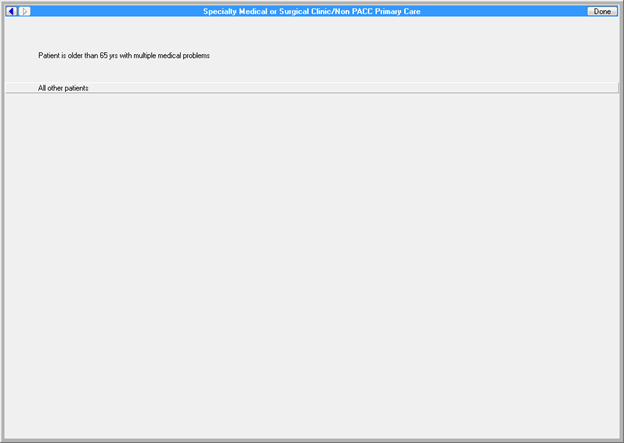 Specialty Medical or Surgical Clinic/Non PACC Primary Care
Done
Patient is older than 65 yrs with multiple medical problems
All other patients